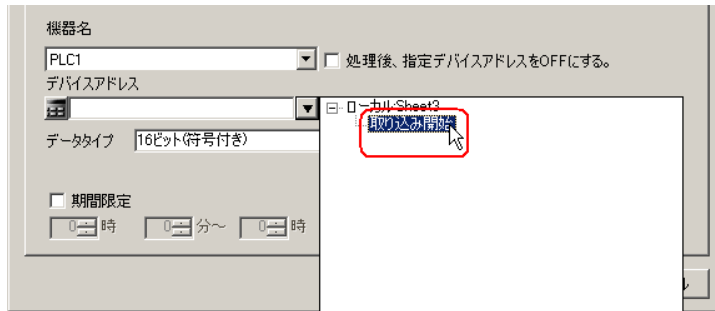 機器名
PLC1
処理後、指定デバイスアドレスをOFFにする。
デバイスアドレス
ローカル:Sheet3
取り込み開始
データタイプ 16ビット(符号付き)
期間限定
0 時 0 分～ 0 時
ル